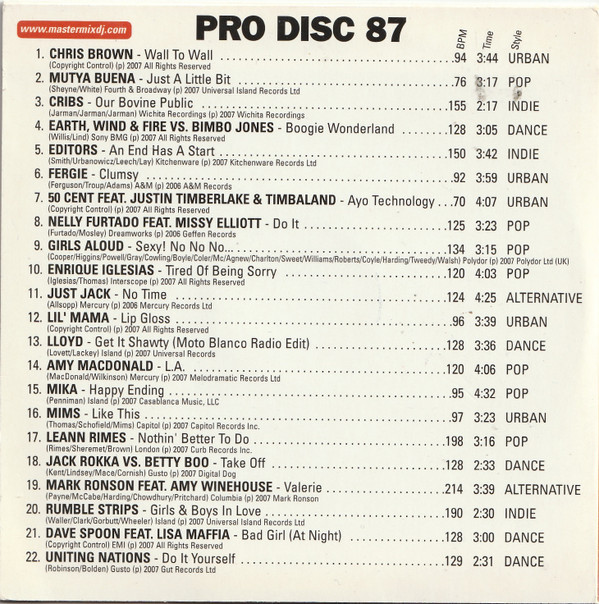 www.mastermixdj.com PRO DISC 87 BPM Time Style
1. CHRIS BROWN - Wall To Wall ..........94 3:44 URBAN
(Copyright Control) (p) 2007 All Rights Reserved
2. MUTYA BUENA - Just A Little Bit ..........76 3:17 POP
(Sheyne/White) Fourth & Broadway (p) 2007 Universal Island Records Ltd
3. CRIBS - Our Bovine Public ..........155 2:17 INDIE
(Jarman/Jarman/Jarman) Wichita Recordings (p) 2007 Wichita Recordings
4. EARTH, WIND & FIRE VS. BIMBO JONES - Boogie Wonderland ..........128 3:05 DANCE
(Willis/Lind) Sony BMG (p) 2007 All Rights Reserved
5. EDITORS - An End Has A Start ..........150 3:42 INDIE
(Smith/Urbanowicz/Leech/Lay) Kitchenware (p) 2007 Kitchenware Records Ltd
6. FERGIE - Clumsy ..........92 3:59 URBAN
(Ferguson/Troup/Adams) A&M (p) 2006 A&M Records
7. 50 CENT FEAT. JUSTIN TIMBERLAKE & TIMBALAND - Ayo Technology ...70 4:07 URBAN
(Copyright Control) (p) 2007 All Rights Reserved
8. NELLY FURTADO FEAT. MISSY ELLIOTT - Do It ..........125 3:23 POP
(Furtado/Mosley) Dreamworks (p) 2006 Geffen Records
9. GIRLS ALOUD - Sexy! No No No... ..........134 3:15 POP
(Cooper/Higgins/Powell/Gray/Cowling/Boyle/Coler/Mc/Agnew/Charlton/Sweet/Williams/Roberts/Coyle/Harding/Tweedy/Walsh) Polydor (p) 2007 Polydor Ltd (UK)
10. ENRIQUE IGLESIAS - Tired Of Being Sorry ..........120 4:03 POP
(Iglesias/Thomas) Interscope (p) 2007 All Rights Reserved
11. JUST JACK - No Time ..........124 4:25 ALTERNATIVE
(Allsopp) Mercury (p) 2006 Mercury Records Ltd
12. LIL' MAMA - Lip Gloss ..........96 3:39 URBAN
(Copyright Control) (p) 2007 All Rights Reserved
13. LLOYD - Get It Shawty (Moto Blanco Radio Edit) ..........128 3:36 DANCE
(Lovett/Lackey) Island (p) 2007 Universal Records
14. AMY MACDONALD - L.A. ..........120 4:06 POP
(MacDonald/Wilkinson) Mercury (p) 2007 Melodramatic Records Ltd
15. MIKA - Happy Ending ..........95 4:32 POP
(Penniman) Island (p) 2007 Casablanca Music, LLC
16. MIMS - Like This ..........97 3:23 URBAN
(Thomas/Schofield/Mims) Capitol (p) 2007 Capitol Records Inc.
17. LEANN RIMES - Nothin' Better To Do ..........198 3:16 POP
(Rimes/Sheremet/Brown) London (p) 2007 Curb Records Inc.
18. JACK ROKKA VS. BETTY BOO - Take Off ..........128 2:33 DANCE
(Kent/Lindsey/Mace/Cornish) Gusto (p) 2007 Digital Dog
19. MARK RONSON FEAT. AMY WINEHOUSE - Valerie ..........214 3:39 ALTERNATIVE
(Payne/McCabe/Harding/Chowdhury/Pritchard) Columbia (p) 2007 Mark Ronson
20. RUMBLE STRIPS - Girls & Boys In Love ..........190 2:30 INDIE
(Waller/Clark/Gorbutt/Wheeler) Island (p) 2007 Universal Island Records Ltd
21. DAVE SPOON FEAT. LISA MAFFIA - Bad Girl (At Night) ..........128 3:00 DANCE
(Copyright Control) EMI (p) 2007 All Rights Reserved
22. UNITING NATIONS - Do It Yourself ..........129 2:31 DANCE
(Robinson/Bolden) Gusto (p) 2007 Gut Records Ltd